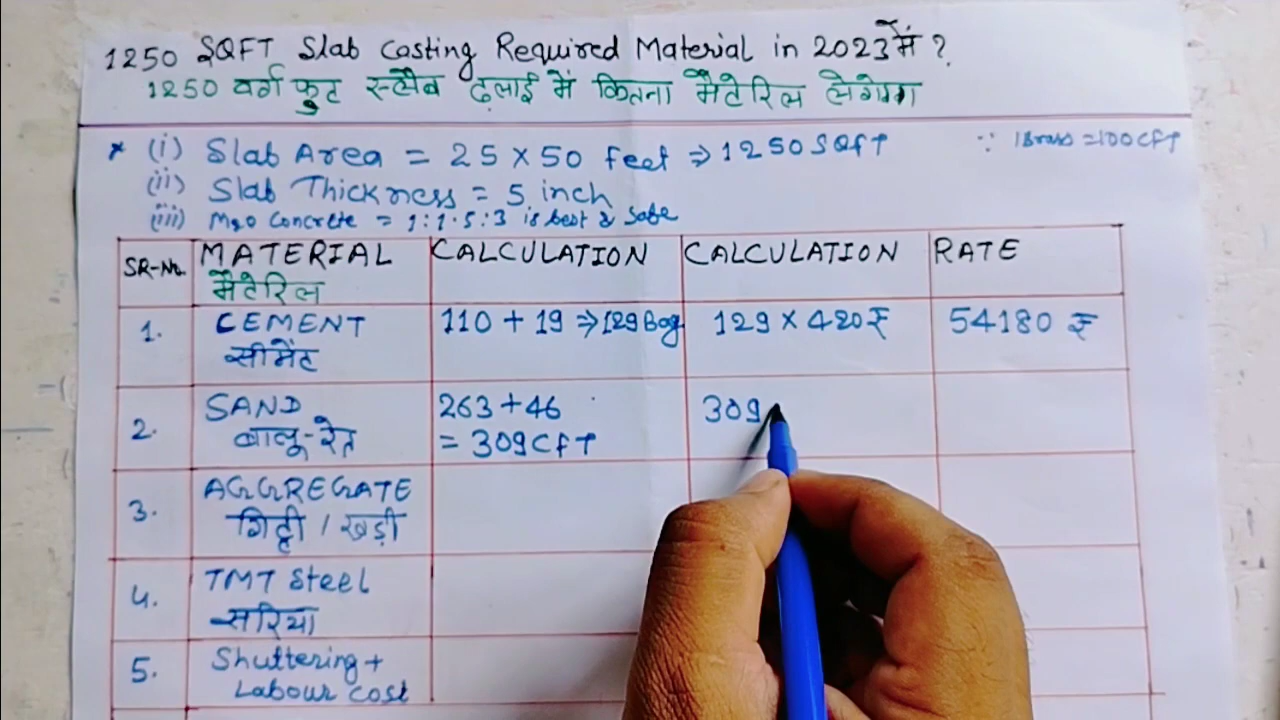 1250 SQFT Slab Casting Required Material in 2023 में ?
1250 वर्ग फुट स्लैब ढ़लाई में कितना मैटेरिल लेगेगा
* (i) Slab Area = 25 × 50 feet ⇒ 1250 SQft ∵ 1Brass = 100 CFT
(ii) Slab Thickness = 5 inch
(iii) M20 Concrete = 1:1.5:3 is best & safe
SR-No. MATERIAL CALCULATION CALCULATION RATE
मैटेरिल
1. CEMENT 110 + 19 ⇒ 129 Bag 129 × 420 ₹ 54180 ₹
सीमेंट
2. SAND 263 + 46 309
बालू-रेत = 309 CFT
3. AGGREGATE
गिट्टी / खड़ी
4. TMT Steel
सरिया
5. Shuttering +
Labour cost